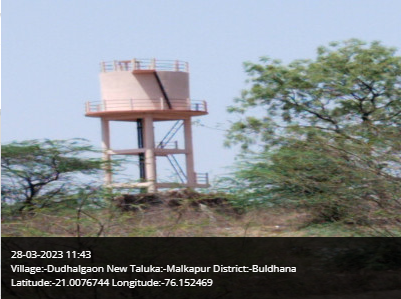 28-03-2023 11:43
Village:-Dudhalgaon New Taluka:-Malkapur District:-Buldhana
Latitude:-21.0076744 Longitude:-76.152469